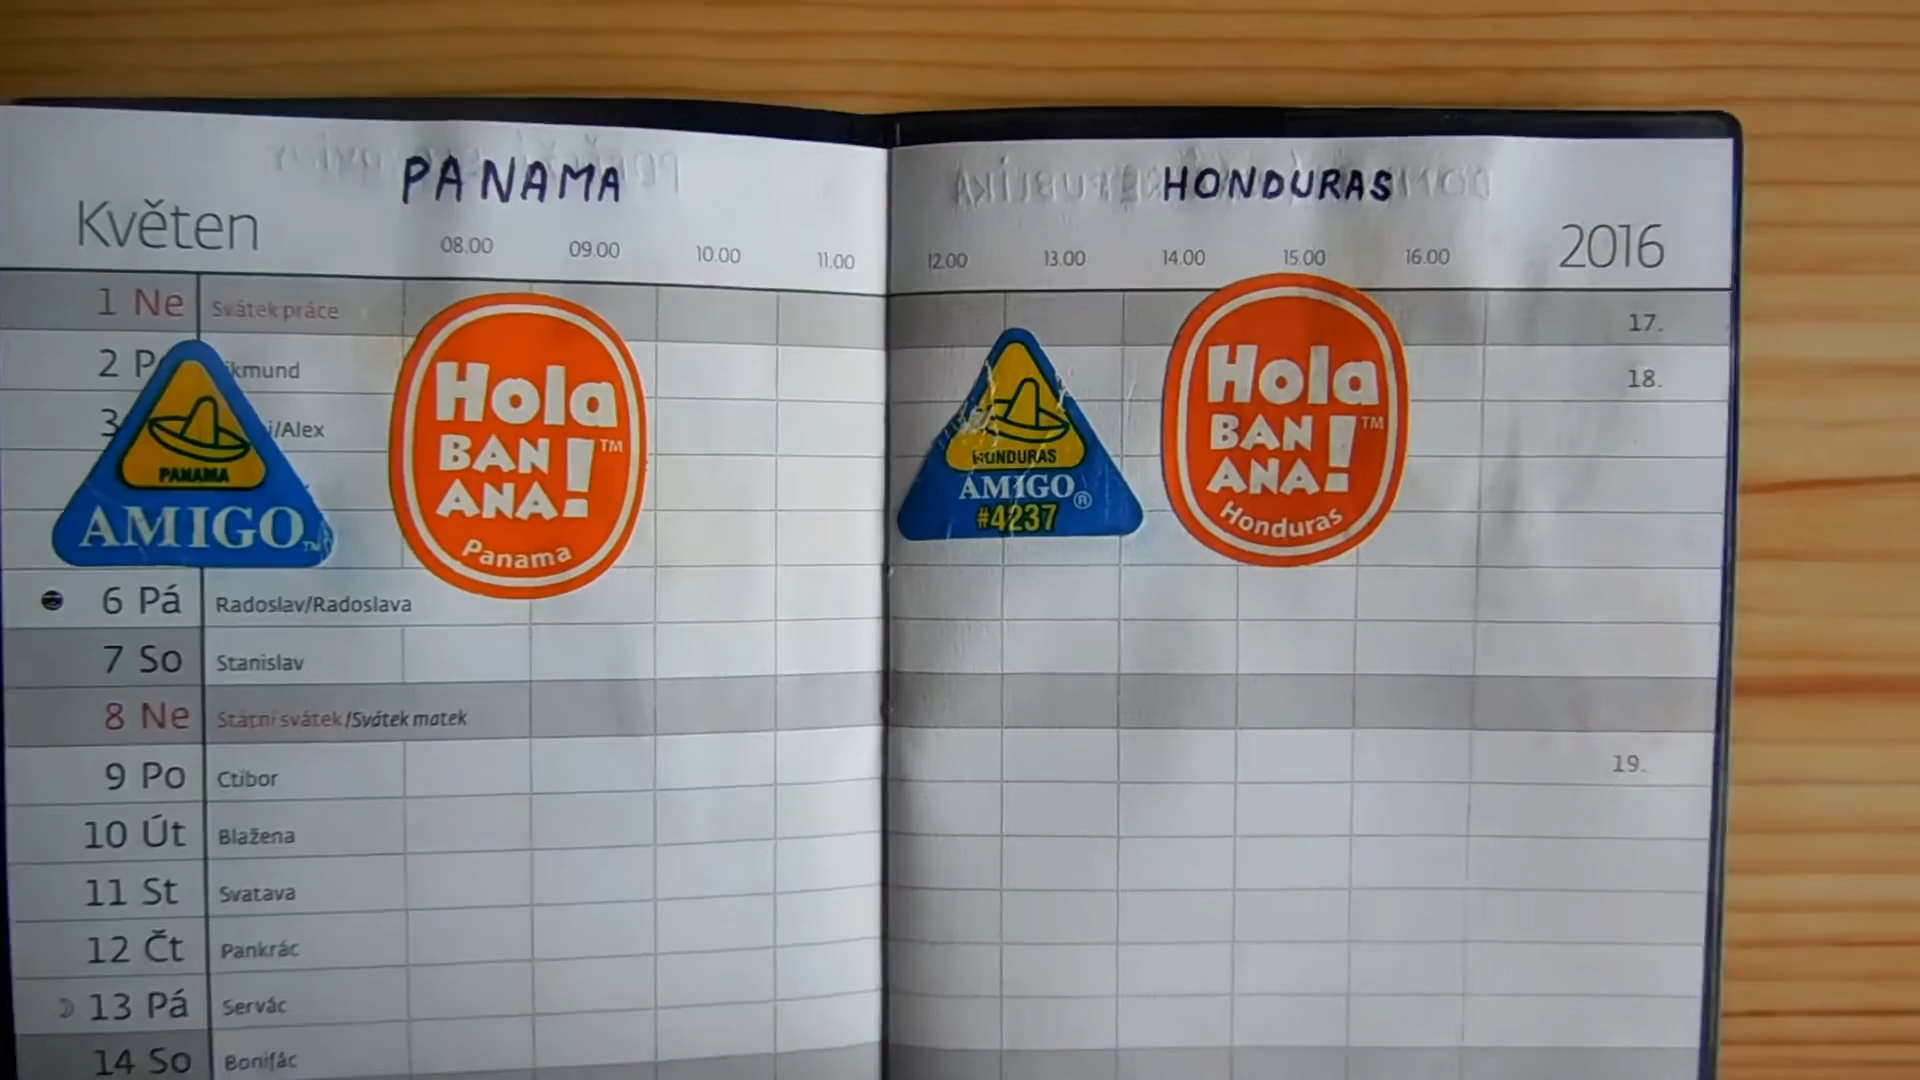 PANAMA
HONDURAS
Květen
08.00 09.00 10.00 11.00
12.00 13.00 14.00 15.00 16.00
2016
1 Ne Svátek práce
17.
2 P kmund
18.
3 i/Alex
PANAMA
AMIGO TM
Hola
BAN
ANA! TM
Panama
HONDURAS
AMIGO ®
#4237
Hola
BAN
ANA! TM
Honduras
6 Pá Radoslav/Radoslava
7 So Stanislav
8 Ne Státní svátek/Svátek matek
9 Po Ctibor
19.
10 Út Blažena
11 St Svatava
12 Čt Pankrác
13 Pá Servác
14 So Bonifác